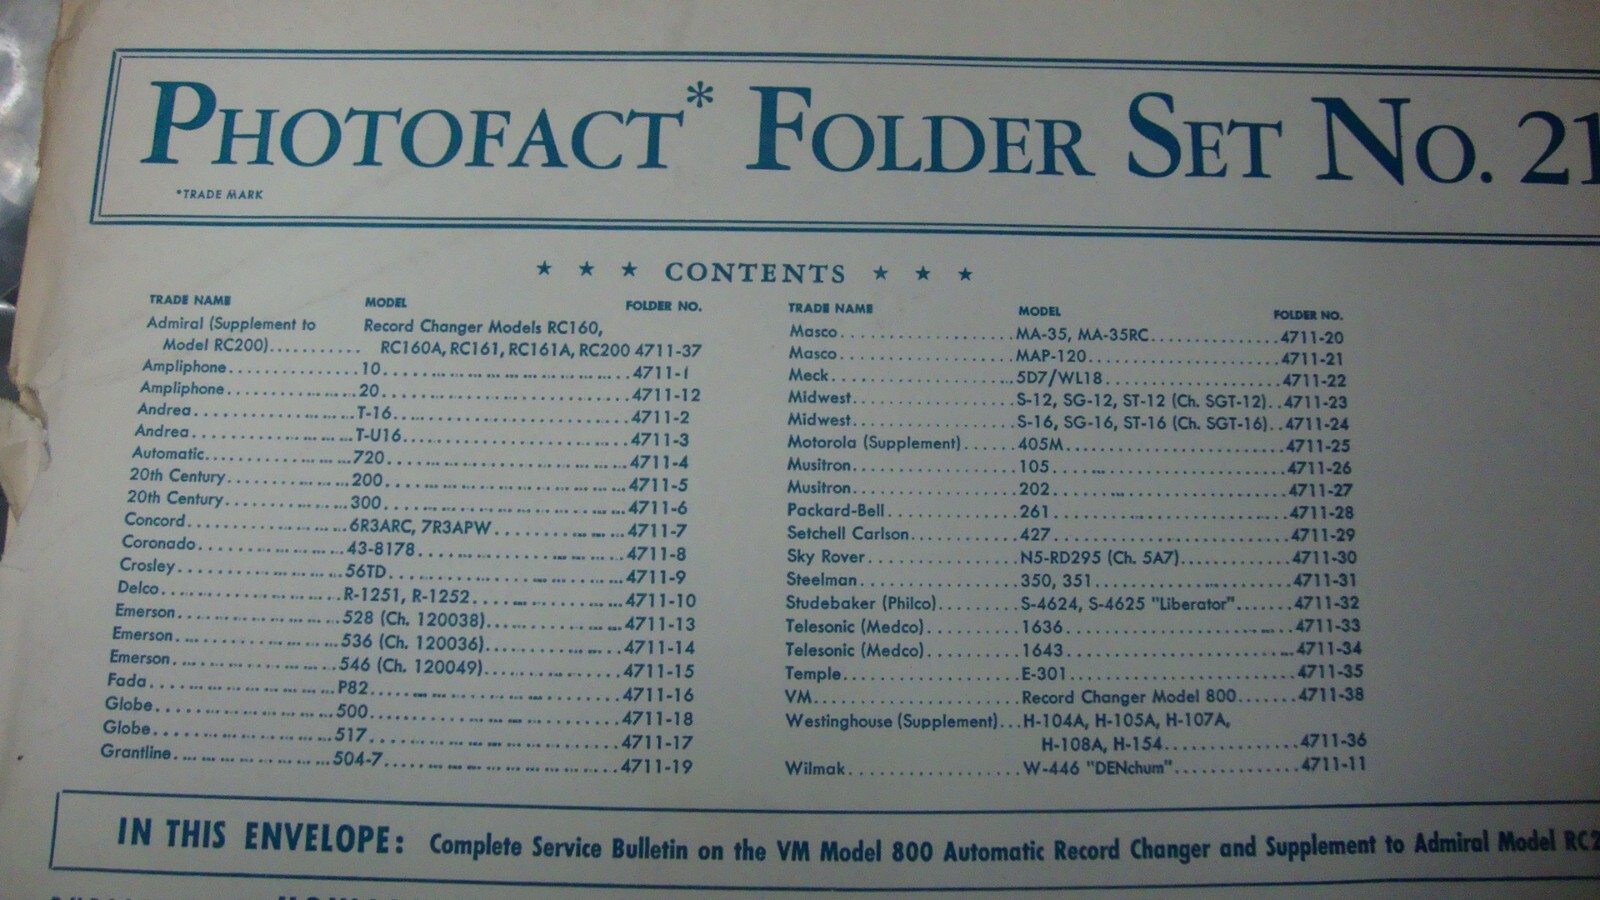 PHOTOFACT* FOLDER SET NO. 21
*TRADE MARK
★ ★ ★ CONTENTS ★ ★ ★
TRADE NAME MODEL FOLDER NO.
Admiral (Supplement to Record Changer Models RC160,
Model RC200)........... RC160A, RC161, RC161A, RC200 4711-37
Ampliphone............10..............................4711-1
Ampliphone............20..............................4711-12
Andrea................T-16............................4711-2
Andrea................T-U16...........................4711-3
Automatic.............720.............................4711-4
20th Century..........200.............................4711-5
20th Century..........300.............................4711-6
Concord...............6R3ARC, 7R3APW..................4711-7
Coronado..............43-8178.........................4711-8
Crosley...............56TD............................4711-9
Delco.................R-1251, R-1252..................4711-10
Emerson...............528 (Ch. 120038)................4711-13
Emerson...............536 (Ch. 120036)................4711-14
Emerson...............546 (Ch. 120049)................4711-15
Fada..................P82.............................4711-16
Globe.................500.............................4711-18
Globe.................517.............................4711-17
Grantline.............504-7...........................4711-19
TRADE NAME MODEL FOLDER NO.
Masco.................MA-35, MA-35RC..................4711-20
Masco.................MAP-120.........................4711-21
Meck..................5D7/WL18........................4711-22
Midwest...............S-12, SG-12, ST-12 (Ch. SGT-12)..4711-23
Midwest...............S-16, SG-16, ST-16 (Ch. SGT-16)..4711-24
Motorola (Supplement)......405M.......................4711-25
Musitron..............105.............................4711-26
Musitron..............202.............................4711-27
Packard-Bell..........261.............................4711-28
Setchell Carlson......427.............................4711-29
Sky Rover.............N5-RD295 (Ch. 5A7)..............4711-30
Steelman..............350, 351........................4711-31
Studebaker (Philco).........S-4624, S-4625 "Liberator".......4711-32
Telesonic (Medco).........1636........................4711-33
Telesonic (Medco).........1643........................4711-34
Temple................E-301...........................4711-35
VM....................Record Changer Model 800.......4711-38
Westinghouse (Supplement)...H-104A, H-105A, H-107A,
H-108A, H-154..............4711-36
Wilmak................W-446 "DENchum"................4711-11
IN THIS ENVELOPE: Complete Service Bulletin on the VM Model 800 Automatic Record Changer and Supplement to Admiral Model RC2